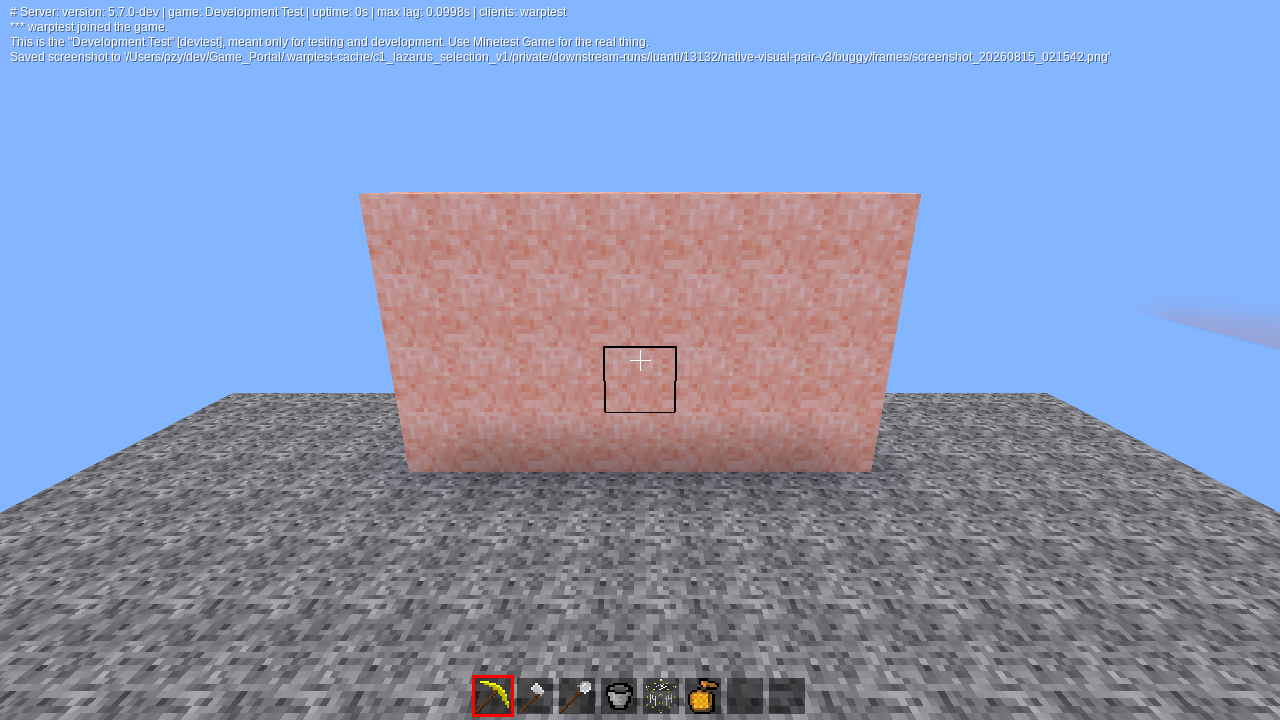 # Server: version: 5.7.0-dev | game: Development Test | uptime: 0s | max lag: 0.0998s | clients: warptest
*** warptest joined the game.
This is the "Development Test" [devtest], meant only for testing and development. Use Minetest Game for the real thing.
Saved screenshot to '/Users/pzy/dev/Game_Portal/.warptest-cache/c1_lazarus_selection_v1/private/downstream-runs/luanti/13132/native-visual-pair-v3/buggy/frames/screenshot_20260815_021542.png'